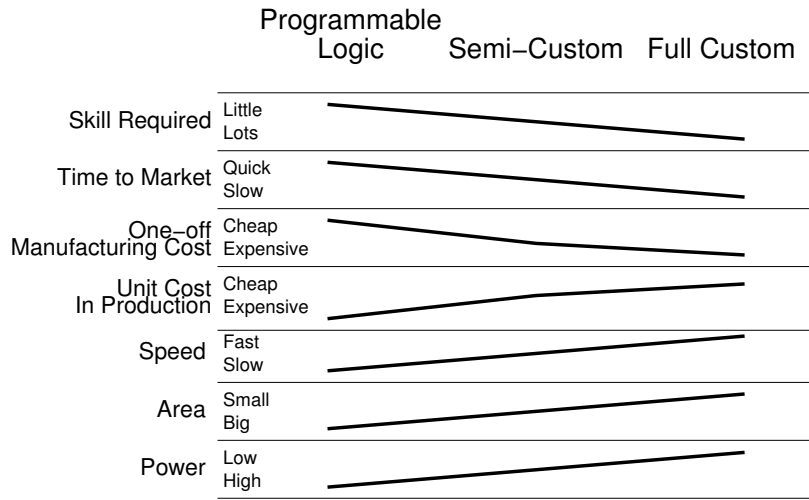 Programmable
Logic Semi−Custom Full Custom
Skill Required Little
Lots
Time to Market Quick
Slow
One−off Cheap
Manufacturing Cost Expensive
Unit Cost Cheap
In Production Expensive
Speed Fast
Slow
Area Small
Big
Power Low
High